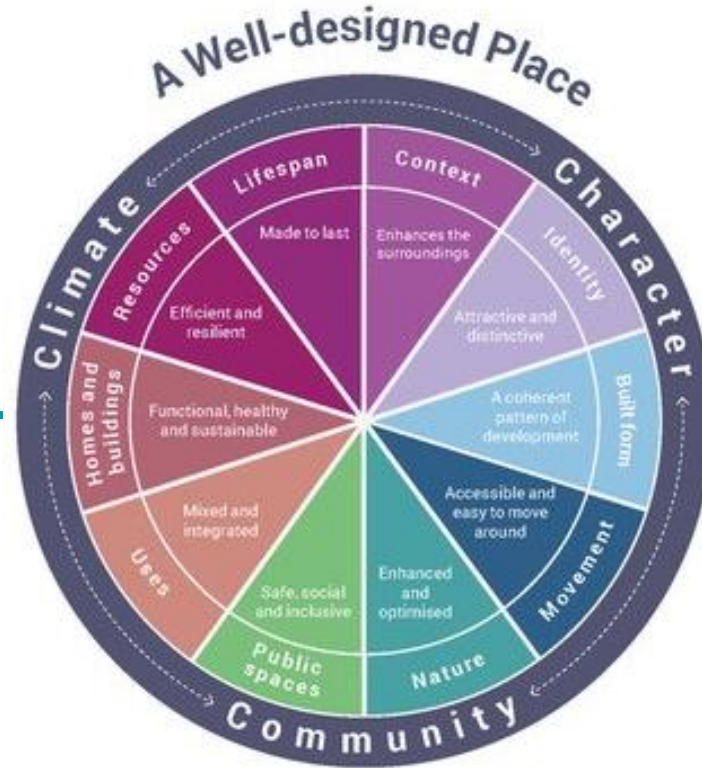 A Well-designed Place
Climate
Character
Community
Context
Enhances the
surroundings
Identity
Attractive and
distinctive
Built form
A coherent
pattern of
development
Movement
Accessible and
easy to move
around
Nature
Enhanced
and
optimised
Public
spaces
Safe, social
and inclusive
Uses
Mixed and
integrated
Homes and
buildings
Functional, healthy
and sustainable
Resources
Efficient and
resilient
Lifespan
Made to last